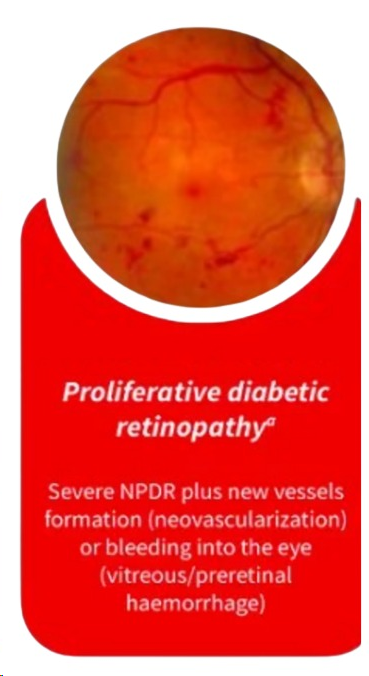 Proliferative diabetic
retinopathyᵃ
Severe NPDR plus new vessels
formation (neovascularization)
or bleeding into the eye
(vitreous/preretinal
haemorrhage)